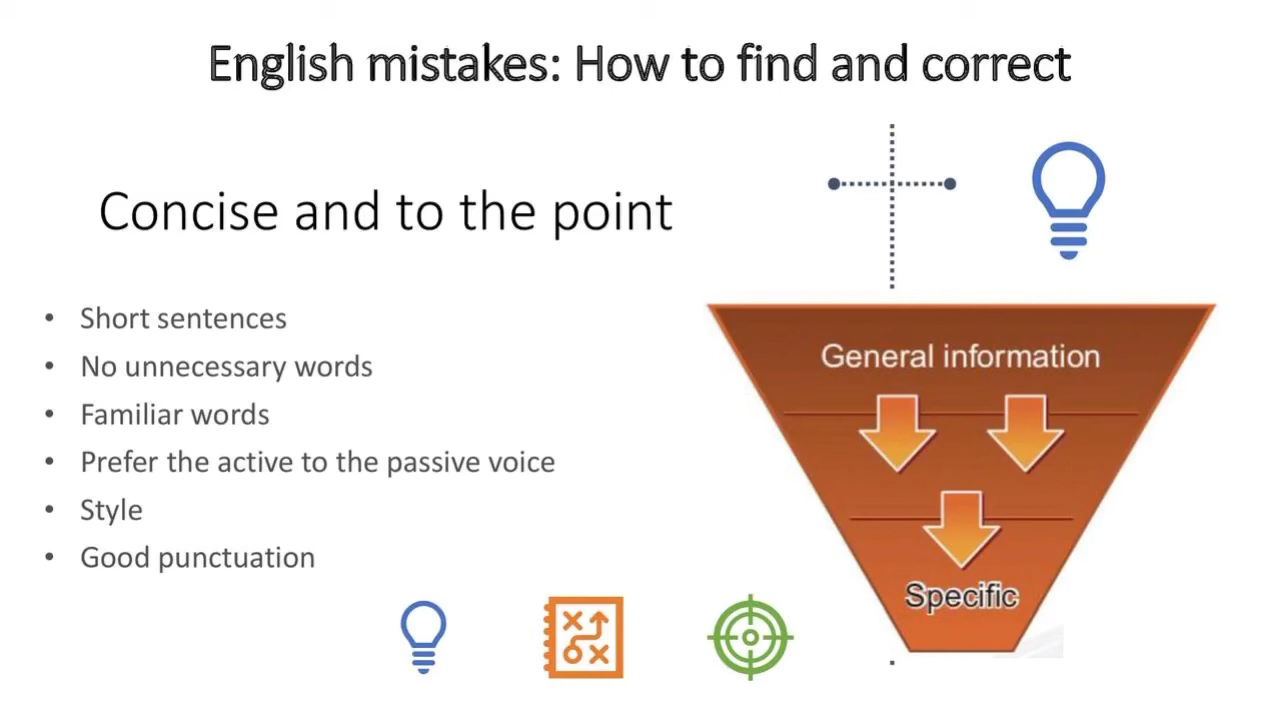 English mistakes: How to find and correct
Concise and to the point
• Short sentences
• No unnecessary words
• Familiar words
• Prefer the active to the passive voice
• Style
• Good punctuation
General information
Specific